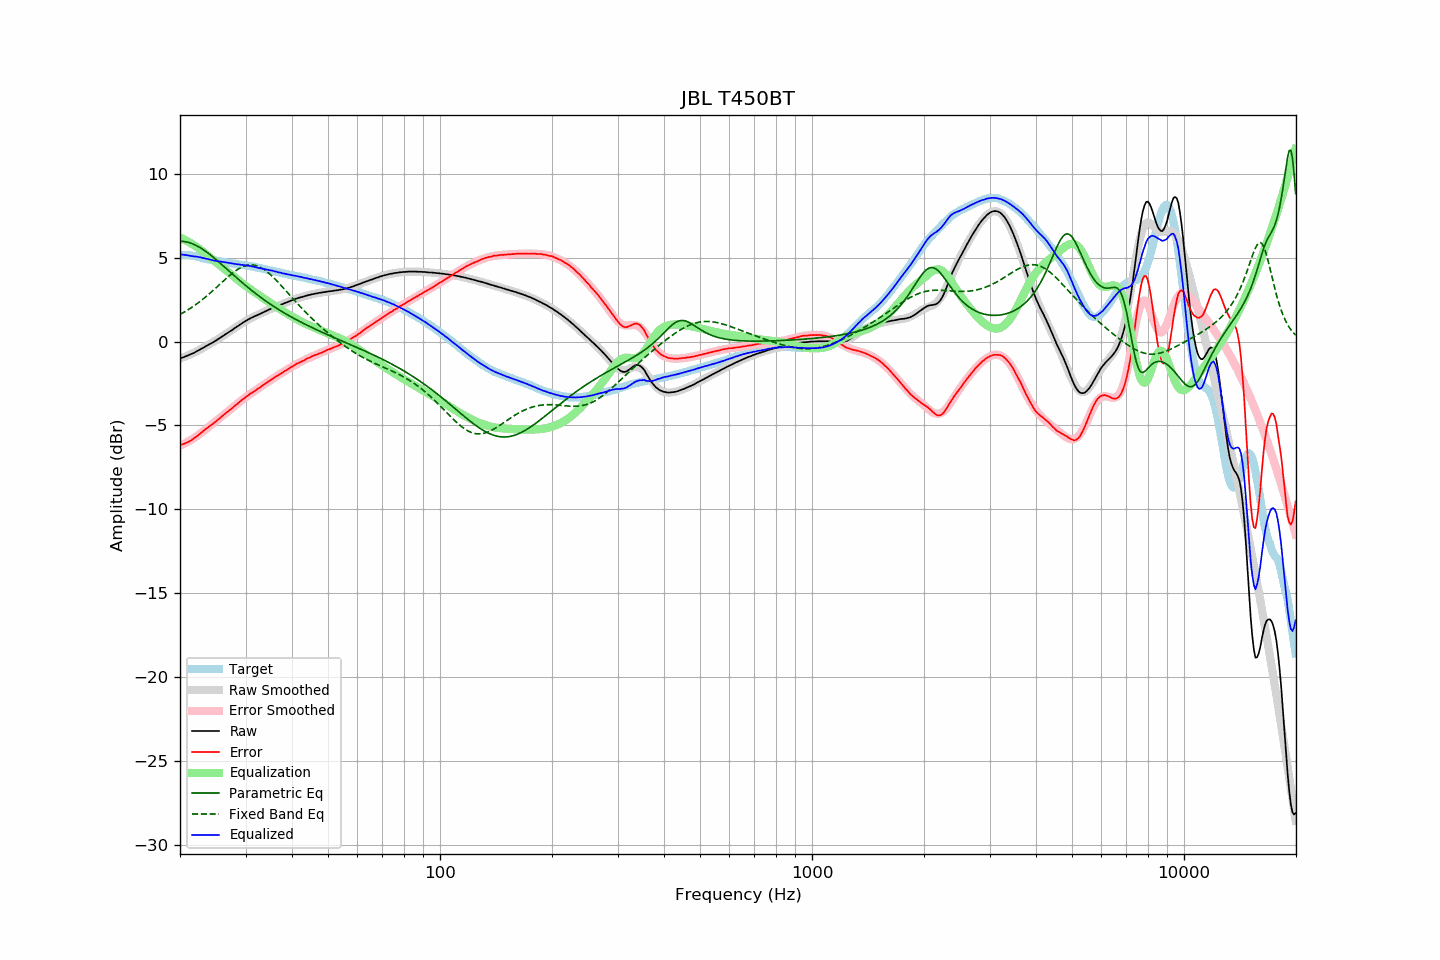 JBL T450BT
10
5
0
−5
−10
−15
−20
−25
−30
Amplitude (dBr)
Target
Raw Smoothed
Error Smoothed
Raw
Error
Equalization
Parametric Eq
Fixed Band Eq
Equalized
100
1000
10000
Frequency (Hz)